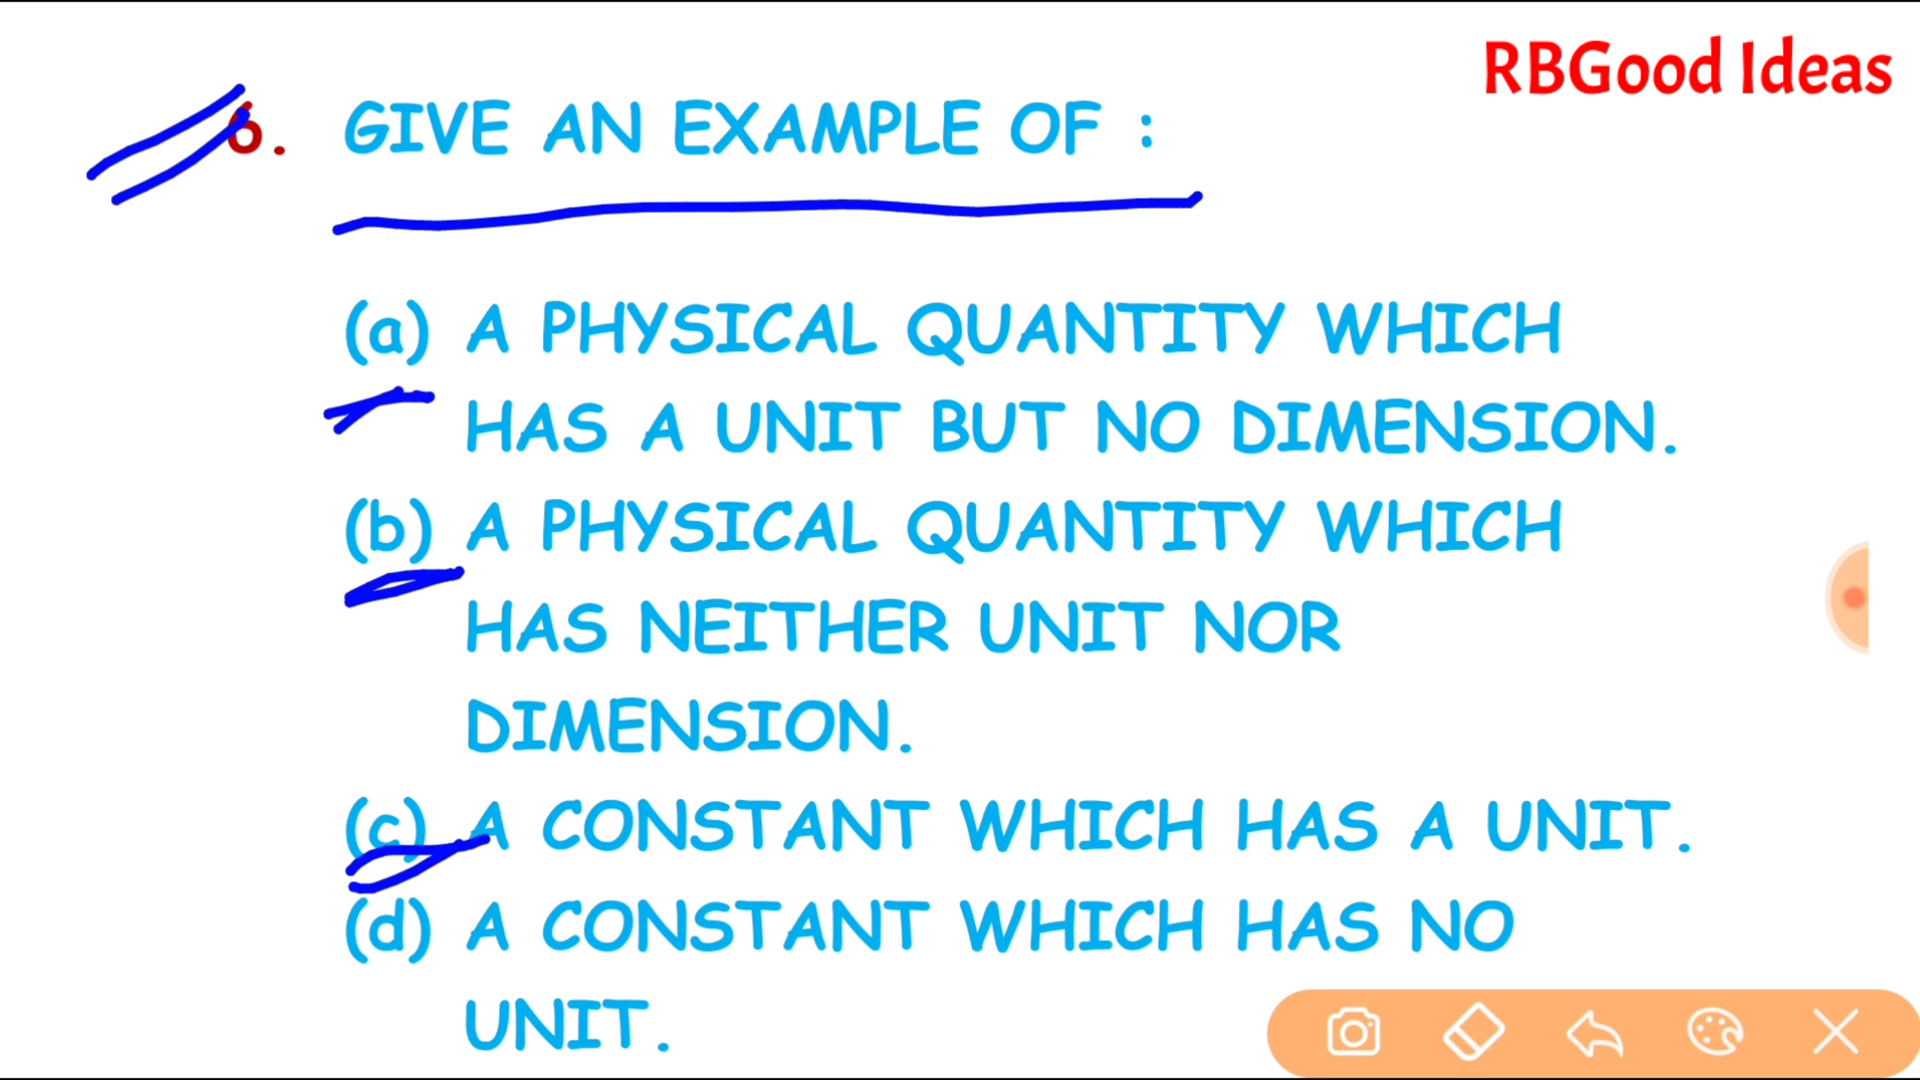 RBGood Ideas
6. GIVE AN EXAMPLE OF :
(a) A PHYSICAL QUANTITY WHICH
HAS A UNIT BUT NO DIMENSION.
(b) A PHYSICAL QUANTITY WHICH
HAS NEITHER UNIT NOR
DIMENSION.
(c) A CONSTANT WHICH HAS A UNIT.
(d) A CONSTANT WHICH HAS NO
UNIT.